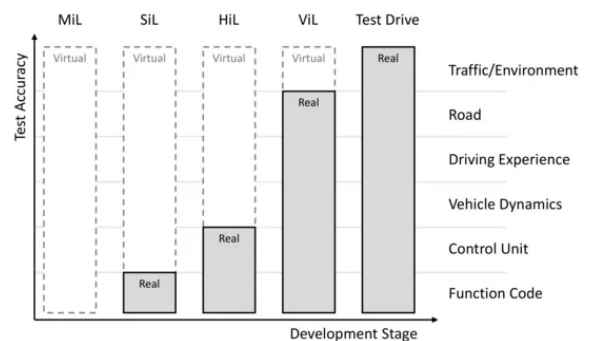 MiL SiL HiL ViL Test Drive
Virtual Virtual Virtual Virtual Real
Traffic/Environment
Real
Road
Driving Experience
Vehicle Dynamics
Real
Control Unit
Real
Function Code
Test Accuracy
Development Stage